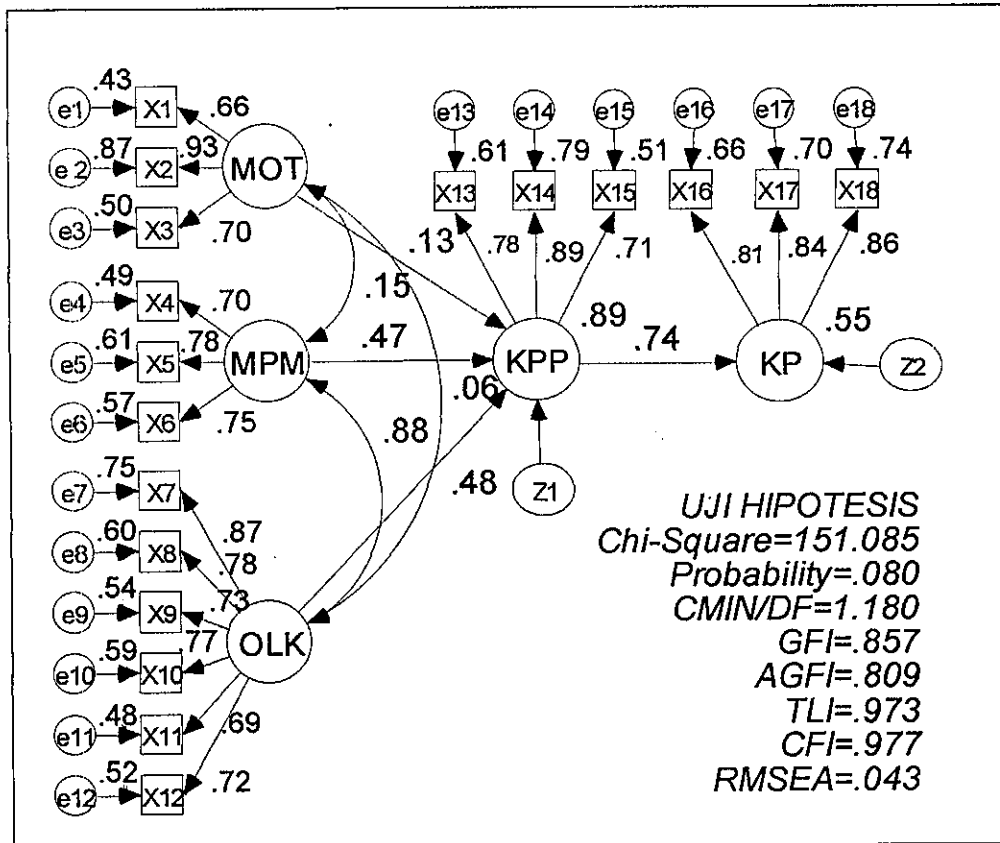 .43 .66
e1 X1
.87 .93
e2 X2 MOT
.50
e3 X3 .70
.49 .70
e4 X4
.61 .78
e5 X5 MPM
.57
e6 X6 .75
.75
e7 X7
.60 .87
e8 X8 .78
.54 .73
e9 X9 OLK
.59 .77
e10 X10
.48 .69
e11 X11
.52 .72
e12 X12
e13 e14 e15 e16 e17 e18
.61 .79 .51 .66 .70 .74
X13 X14 X15 X16 X17 X18
.13 .78 .89 .71 .81 .84 .86
.15
.47 KPP .89 .74 KP .55 Z2
.06
.88
.48 Z1
UJI HIPOTESIS
Chi-Square=151.085
Probability=.080
CMIN/DF=1.180
GFI=.857
AGFI=.809
TLI=.973
CFI=.977
RMSEA=.043